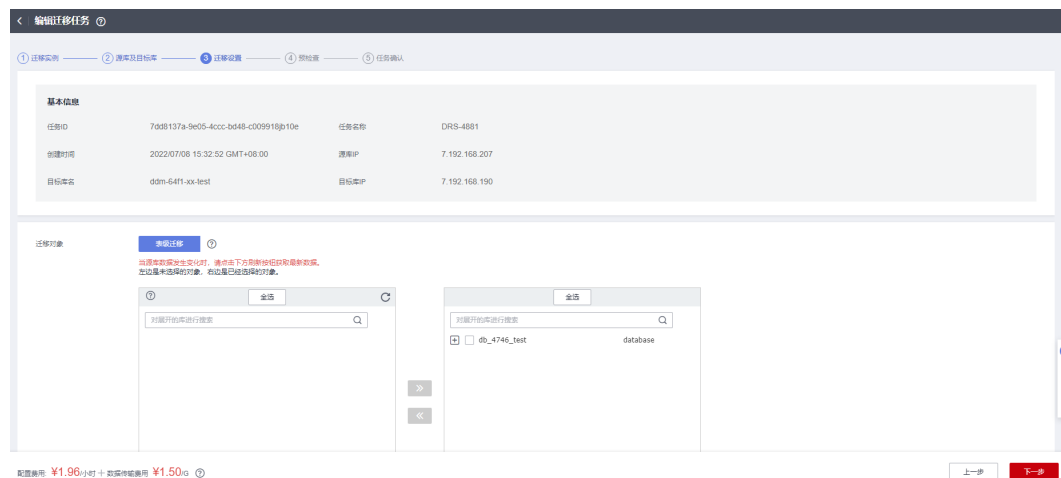 编辑迁移任务
1 迁移实例 2 源库及目标库 3 迁移设置 4 预检查 5 任务确认
基本信息
任务ID 7dd8137a-9e05-4ccc-bd48-c009918jb10e 任务名称 DRS-4881
创建时间 2022/07/08 15:32:52 GMT+08:00 源库IP 7.192.168.207
目标库名 ddm-64f1-xx-test 目标库IP 7.192.168.190
迁移对象 表级迁移
当源库数据发生变化时，请点击下方刷新按钮获取最新数据。
左边是未选择的对象，右边是已经选择的对象。
全选 全选
对展开的库进行搜索 对展开的库进行搜索
db_4746_test database
配置费用 ¥1.96/小时 + 数据传输费用 ¥1.50/G 上一步 下一步